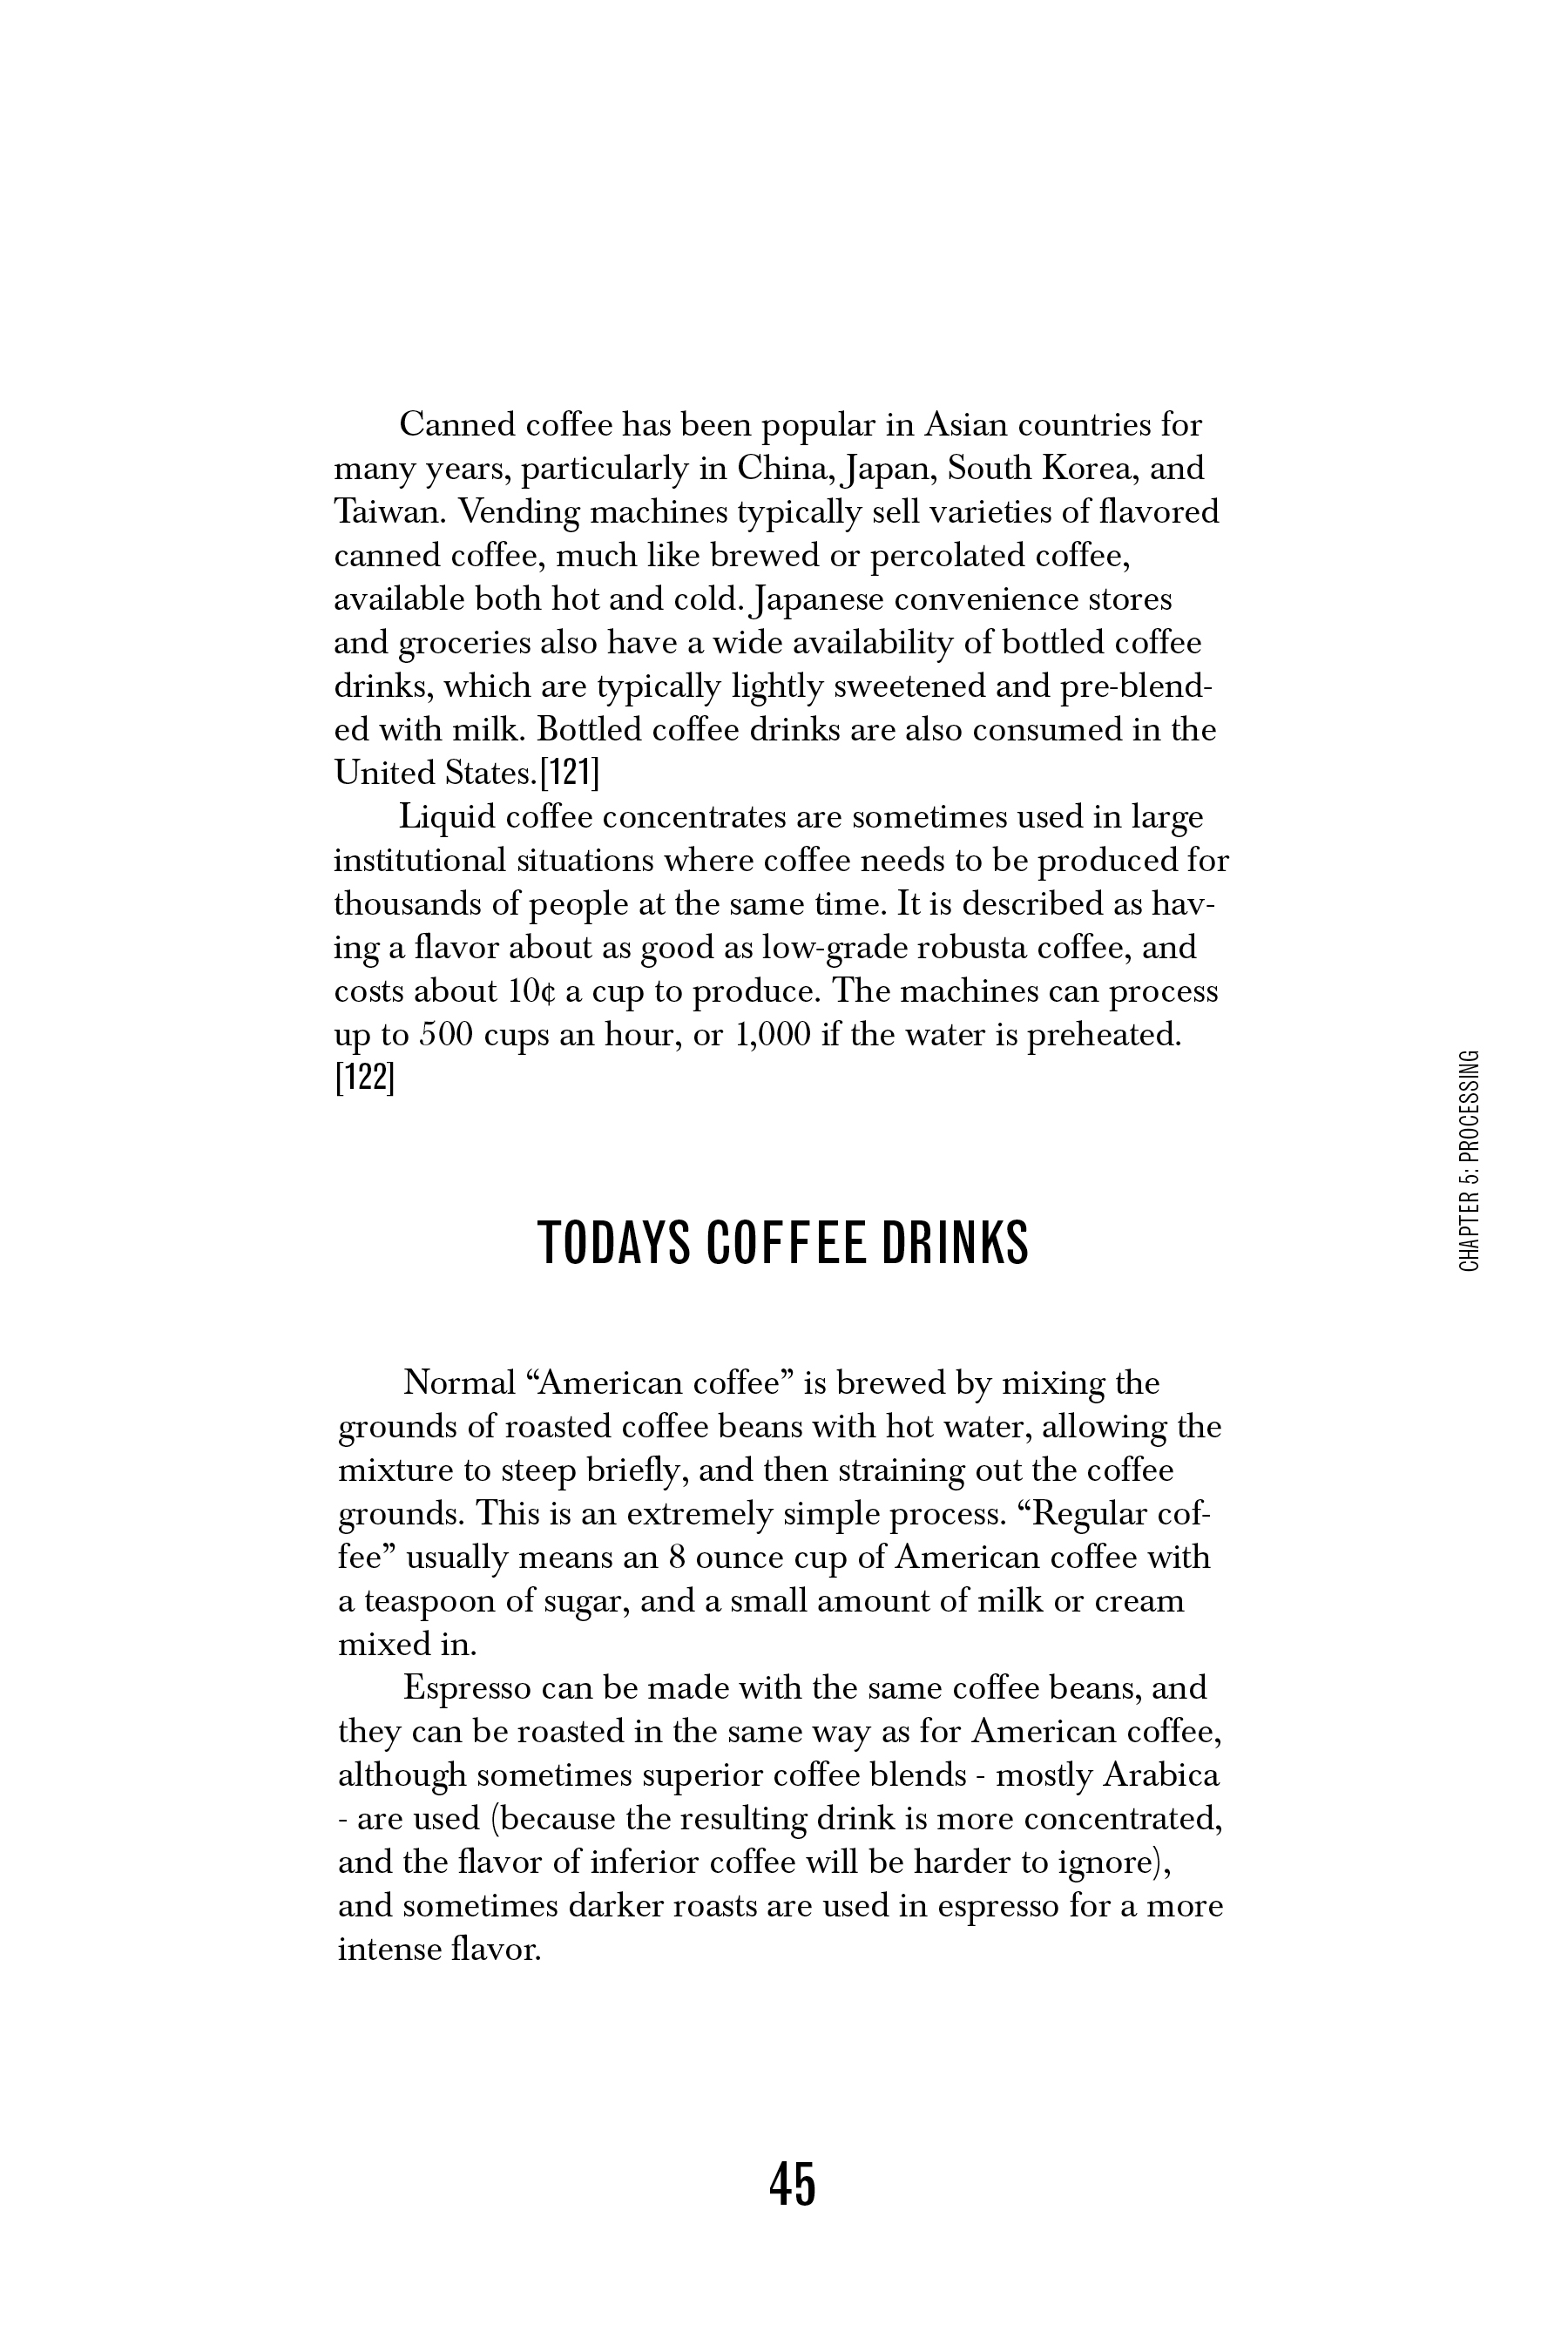 Canned coffee has been popular in Asian countries for
many years, particularly in China, Japan, South Korea, and
Taiwan. Vending machines typically sell varieties of flavored
canned coffee, much like brewed or percolated coffee,
available both hot and cold. Japanese convenience stores
and groceries also have a wide availability of bottled coffee
drinks, which are typically lightly sweetened and pre-blend-
ed with milk. Bottled coffee drinks are also consumed in the
United States.[121]
Liquid coffee concentrates are sometimes used in large
institutional situations where coffee needs to be produced for
thousands of people at the same time. It is described as hav-
ing a flavor about as good as low-grade robusta coffee, and
costs about 10¢ a cup to produce. The machines can process
up to 500 cups an hour, or 1,000 if the water is preheated.
[122]
CHAPTER 5: PROCESSING
TODAYS COFFEE DRINKS
Normal “American coffee” is brewed by mixing the
grounds of roasted coffee beans with hot water, allowing the
mixture to steep briefly, and then straining out the coffee
grounds. This is an extremely simple process. “Regular cof-
fee” usually means an 8 ounce cup of American coffee with
a teaspoon of sugar, and a small amount of milk or cream
mixed in.
Espresso can be made with the same coffee beans, and
they can be roasted in the same way as for American coffee,
although sometimes superior coffee blends - mostly Arabica
- are used (because the resulting drink is more concentrated,
and the flavor of inferior coffee will be harder to ignore),
and sometimes darker roasts are used in espresso for a more
intense flavor.
45